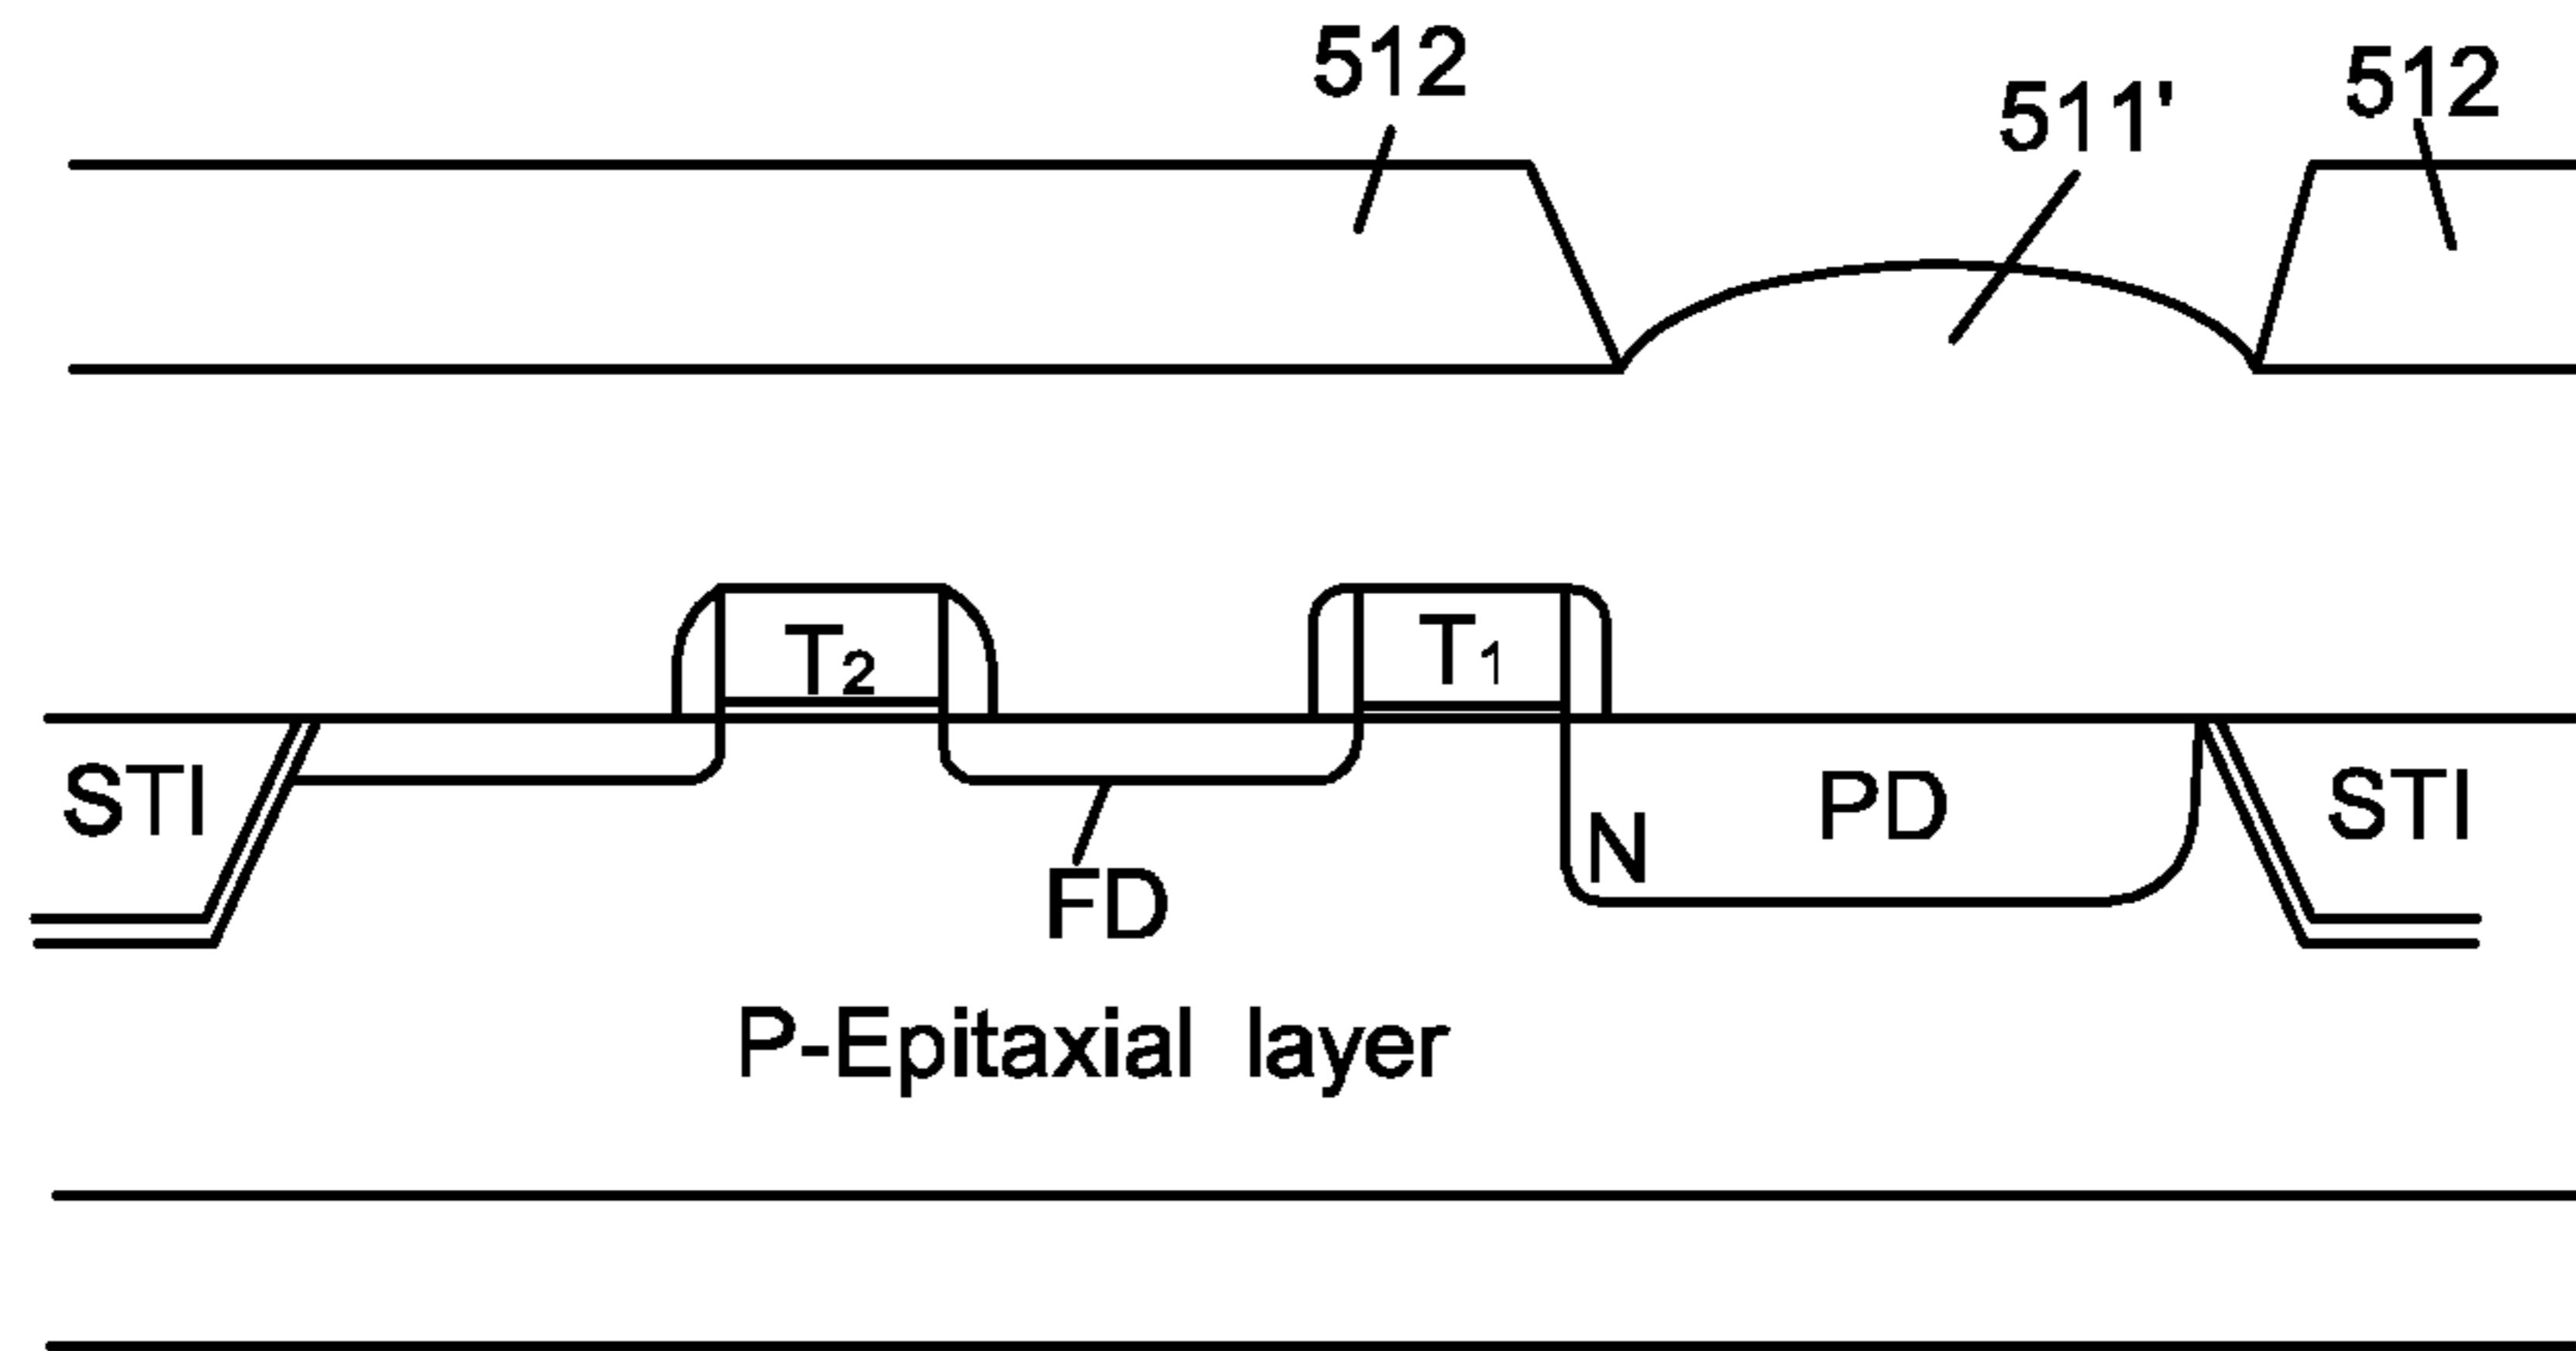 512
512
511'
T2
T1
STI
PD
STI
N
FD
P-Epitaxial layer